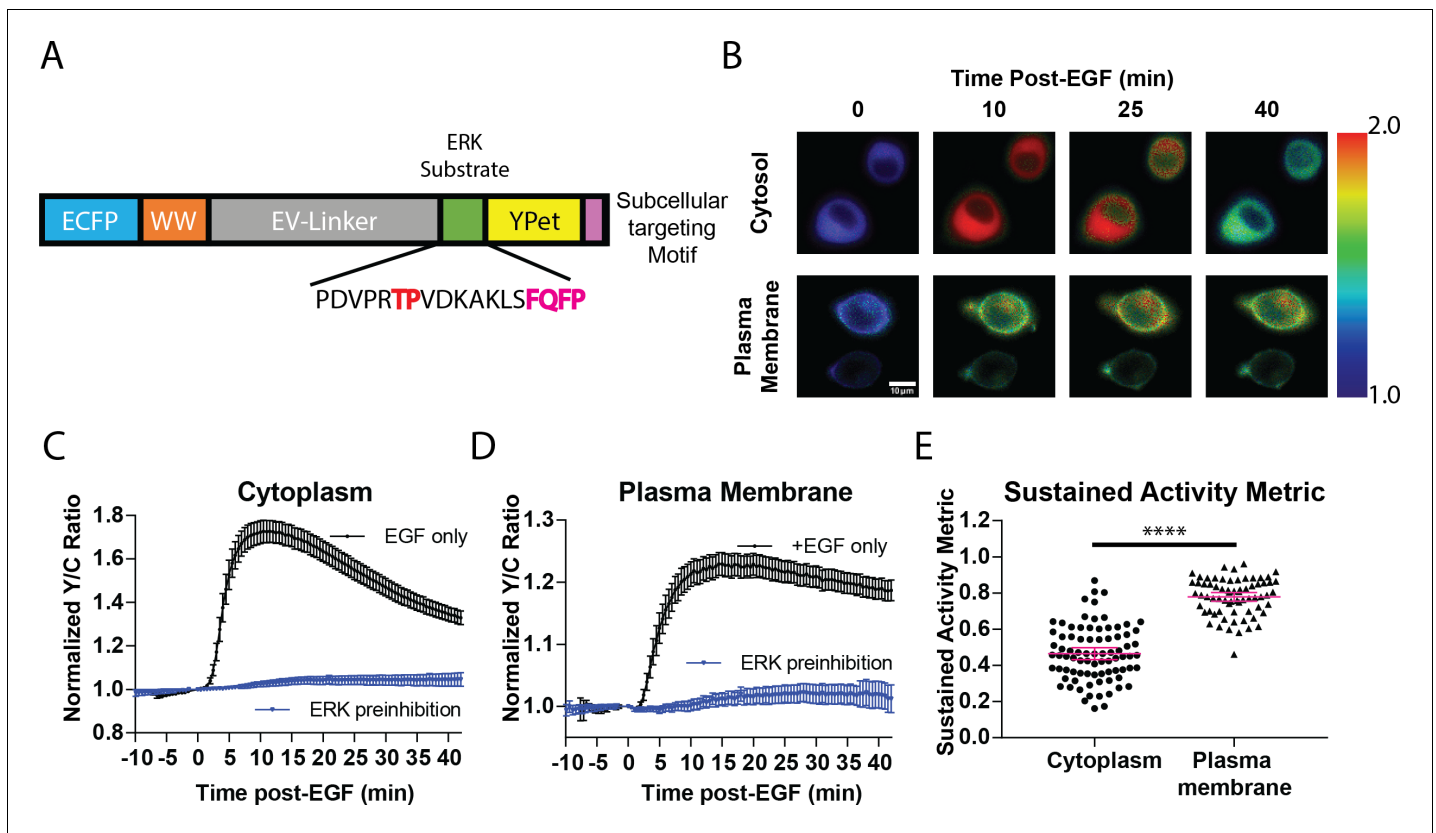 A
ERK
Substrate
ECFP WW EV-Linker YPet
Subcellular
targeting
Motif
PDVPRTPVDKAKLSFQFP
B
Time Post-EGF (min)
0 10 25 40
Cytosol
Plasma
Membrane
10 μm
2.0
1.0
C
Cytoplasm
Normalized Y/C Ratio
1.8
1.6
1.4
1.2
1.0
0.8
EGF only
ERK preinhibition
-10 -5 0 5 10 15 20 25 30 35 40
Time post-EGF (min)
D
Plasma Membrane
Normalized Y/C Ratio
1.3
1.2
1.1
1.0
+EGF only
ERK preinhibition
-10 -5 0 5 10 15 20 25 30 35 40
Time post-EGF (min)
E
Sustained Activity Metric
Sustained Activity Metric
1.2
1.0
0.8
0.6
0.4
0.2
0.0
****
Cytoplasm
Plasma
membrane